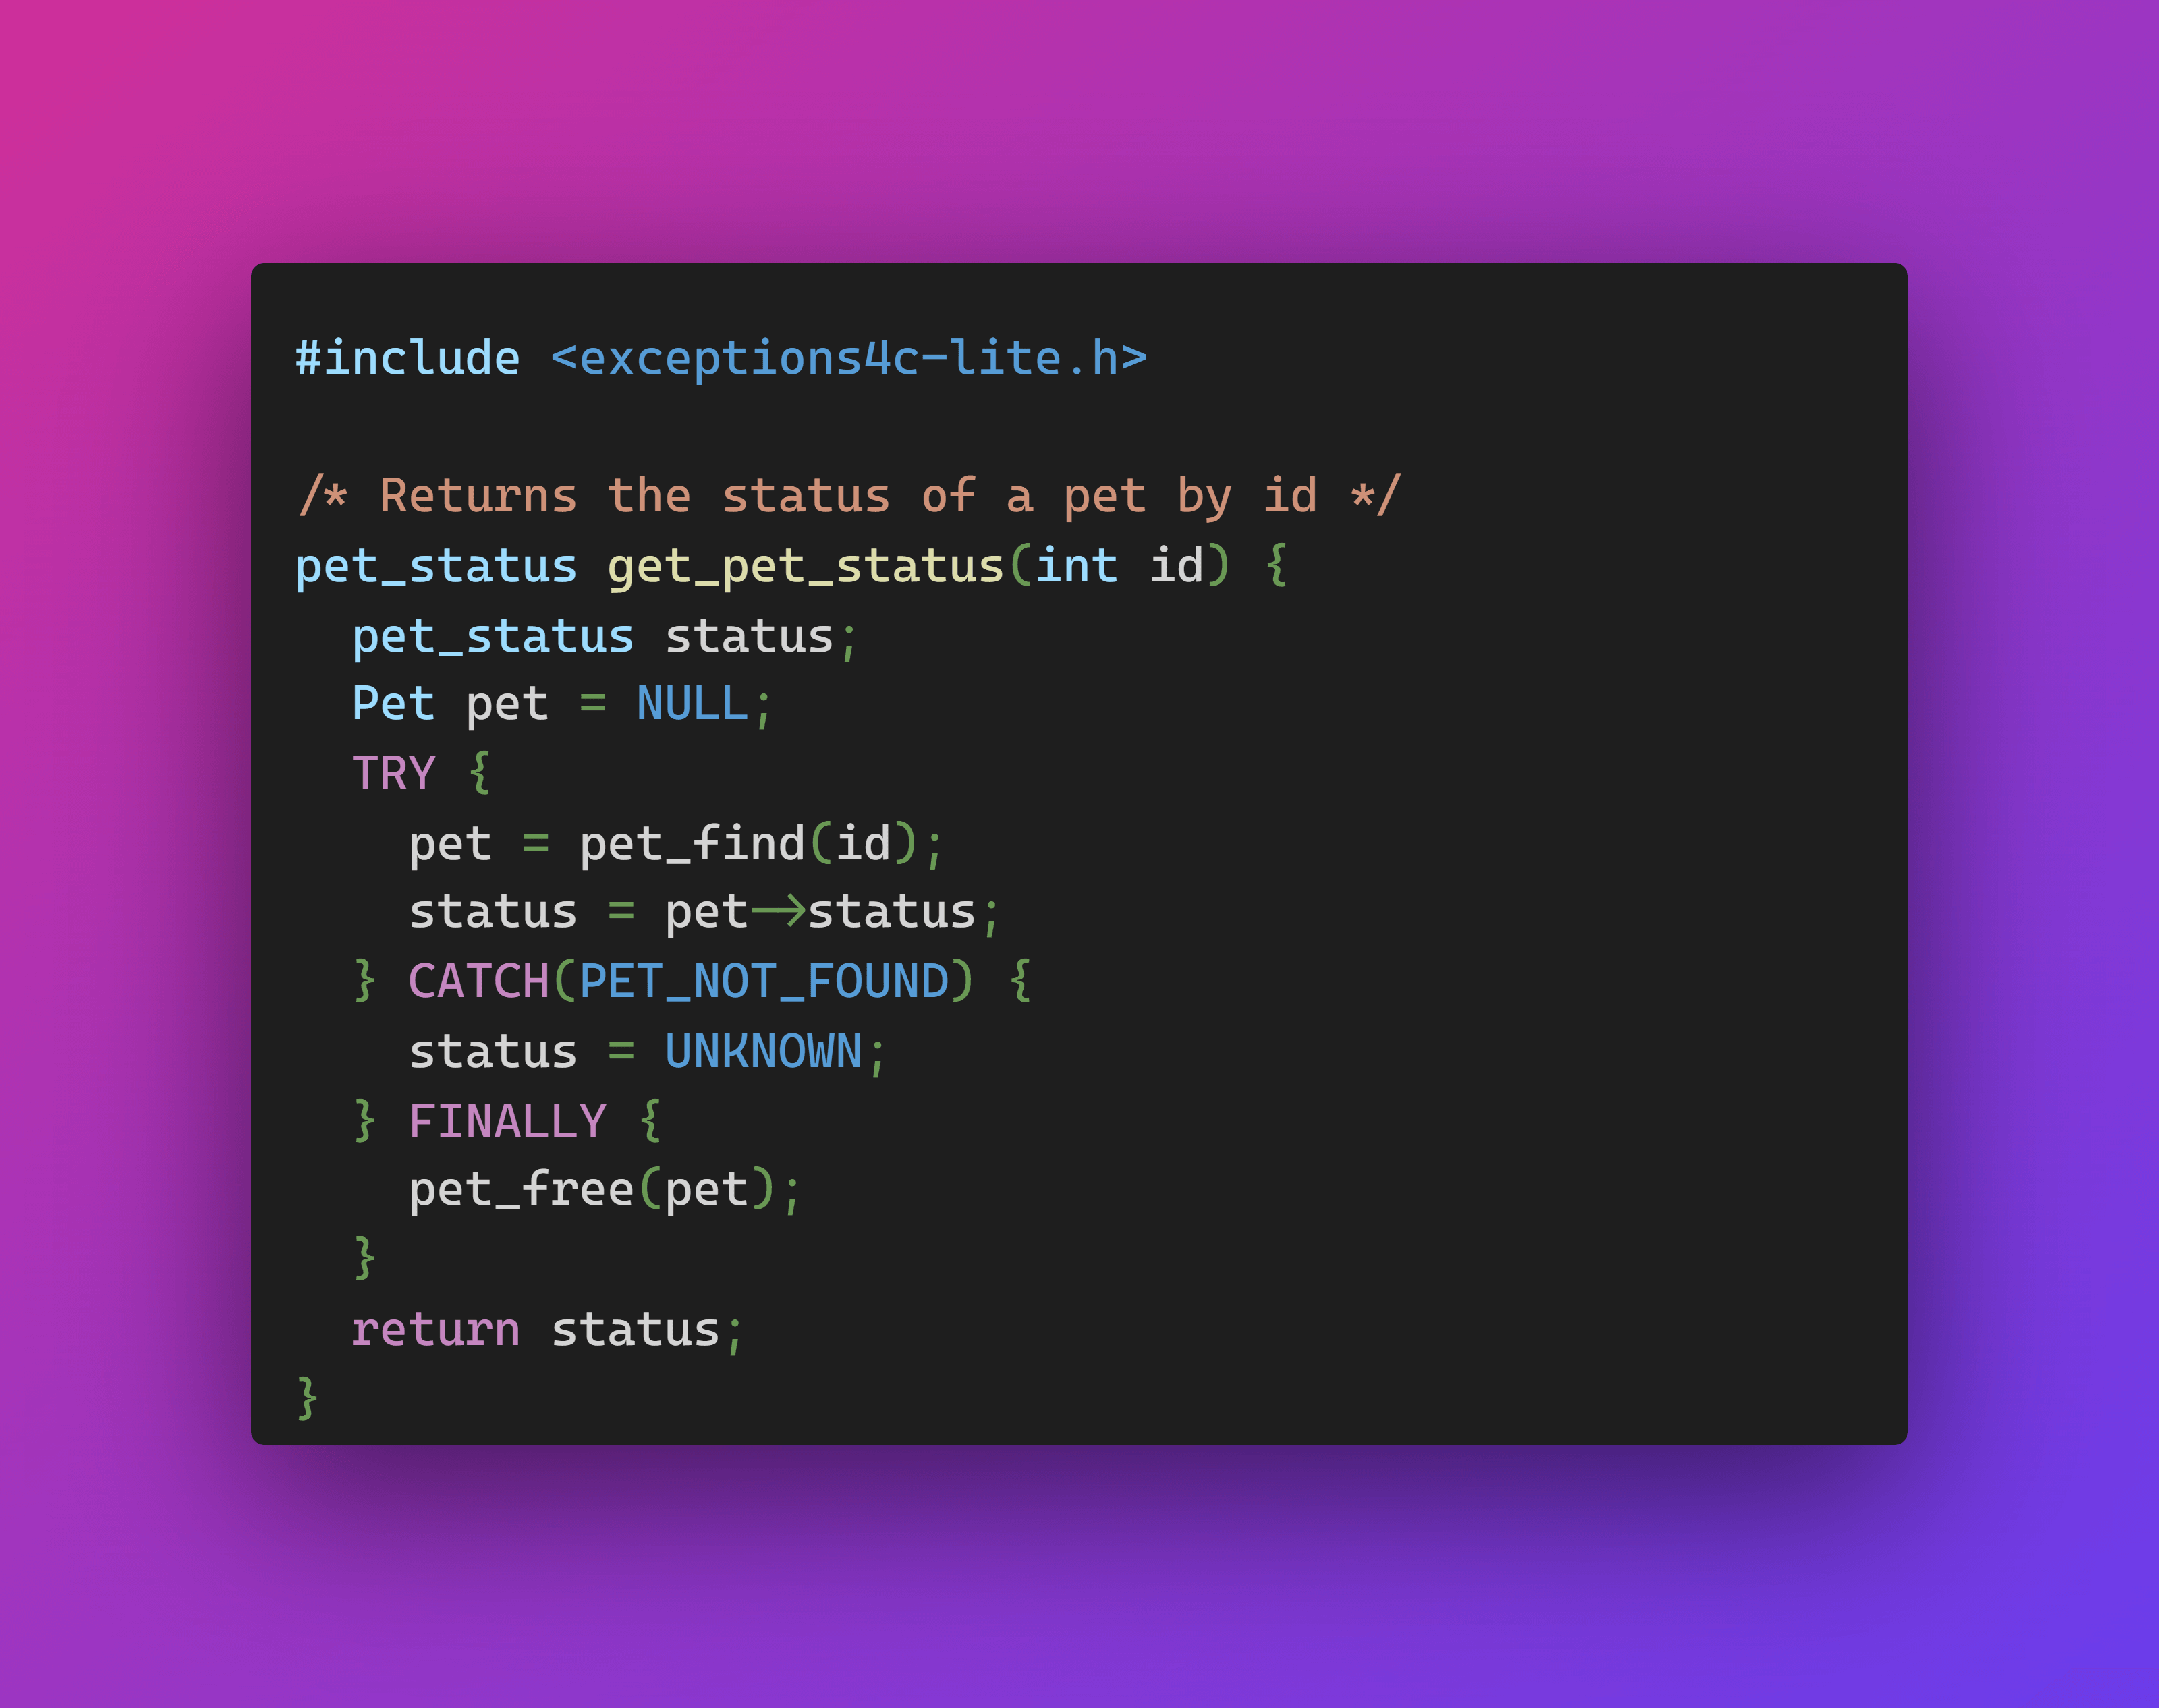 #include <exceptions4c-lite.h>

/* Returns the status of a pet by id */
pet_status get_pet_status(int id) {
  pet_status status;
  Pet pet = NULL;
  TRY {
    pet = pet_find(id);
    status = pet->status;
  } CATCH(PET_NOT_FOUND) {
    status = UNKNOWN;
  } FINALLY {
    pet_free(pet);
  }
  return status;
}